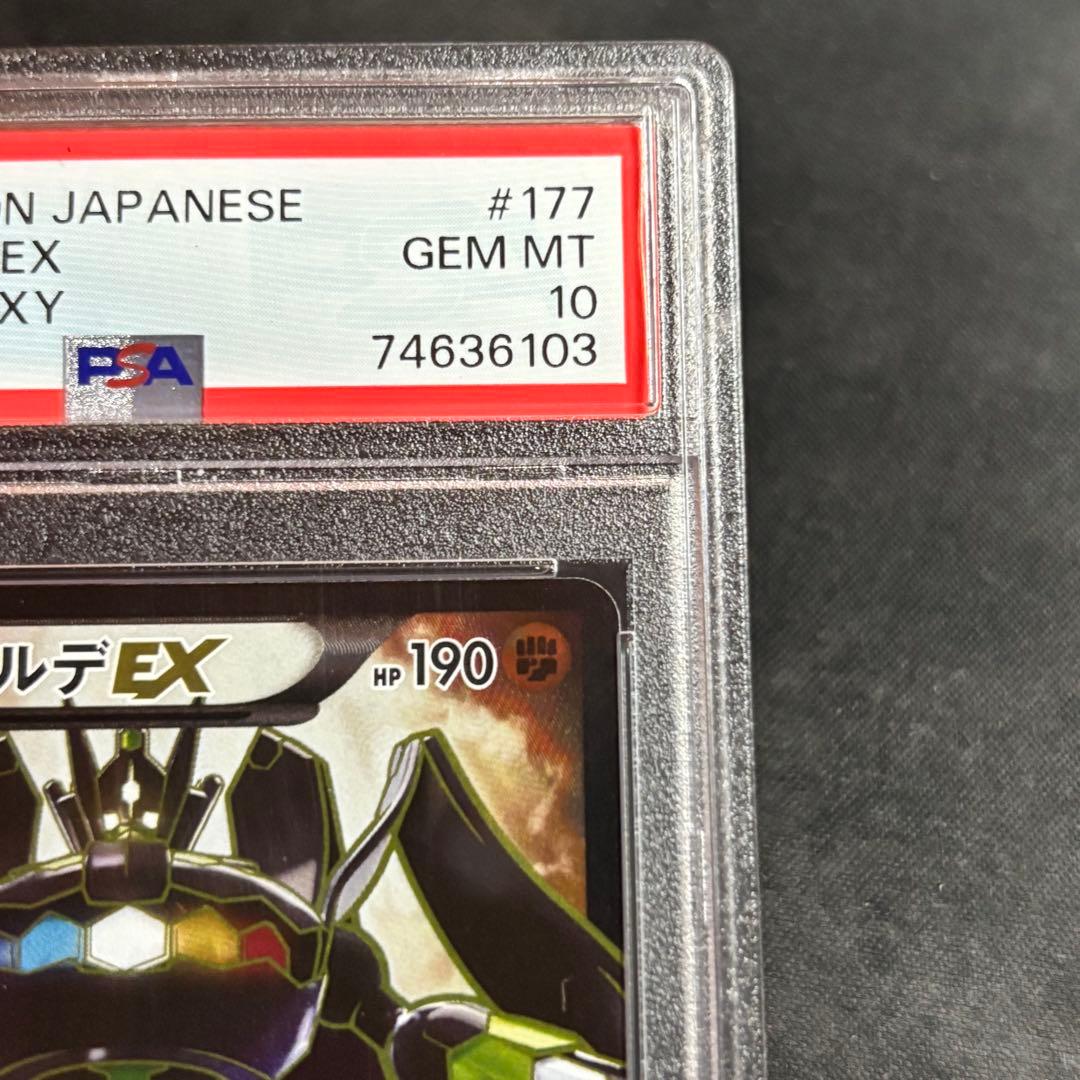 ON JAPANESE #177
EX GEM MT
XY 10
PSA 74636103
ルデEX HP190